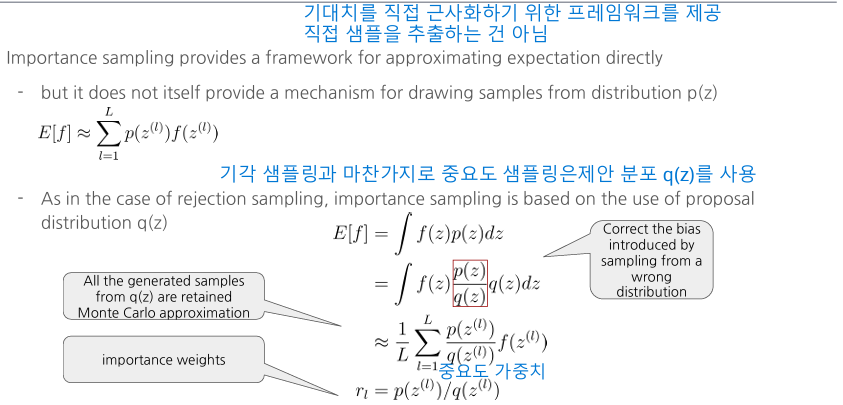 기대치를 직접 근사화하기 위한 프레임워크를 제공
직접 샘플을 추출하는 건 아님
Importance sampling provides a framework for approximating expectation directly
- but it does not itself provide a mechanism for drawing samples from distribution p(z)
E[f] ≈ ∑_{l=1}^{L} p(z^{(l)}) f(z^{(l)})
기각 샘플링과 마찬가지로 중요도 샘플링은제안 분포 q(z)를 사용
- As in the case of rejection sampling, importance sampling is based on the use of proposal
distribution q(z)
E[f] = ∫ f(z)p(z)dz
= ∫ f(z) \frac{p(z)}{q(z)} q(z)dz
≈ \frac{1}{L} ∑_{l=1}^{L} \frac{p(z^{(l)})}{q(z^{(l)})} f(z^{(l)})
Correct the bias
introduced by
sampling from a
wrong
distribution
All the generated samples
from q(z) are retained
Monte Carlo approximation
importance weights
중요도 가중치
r_l = p(z^{(l)})/q(z^{(l)})